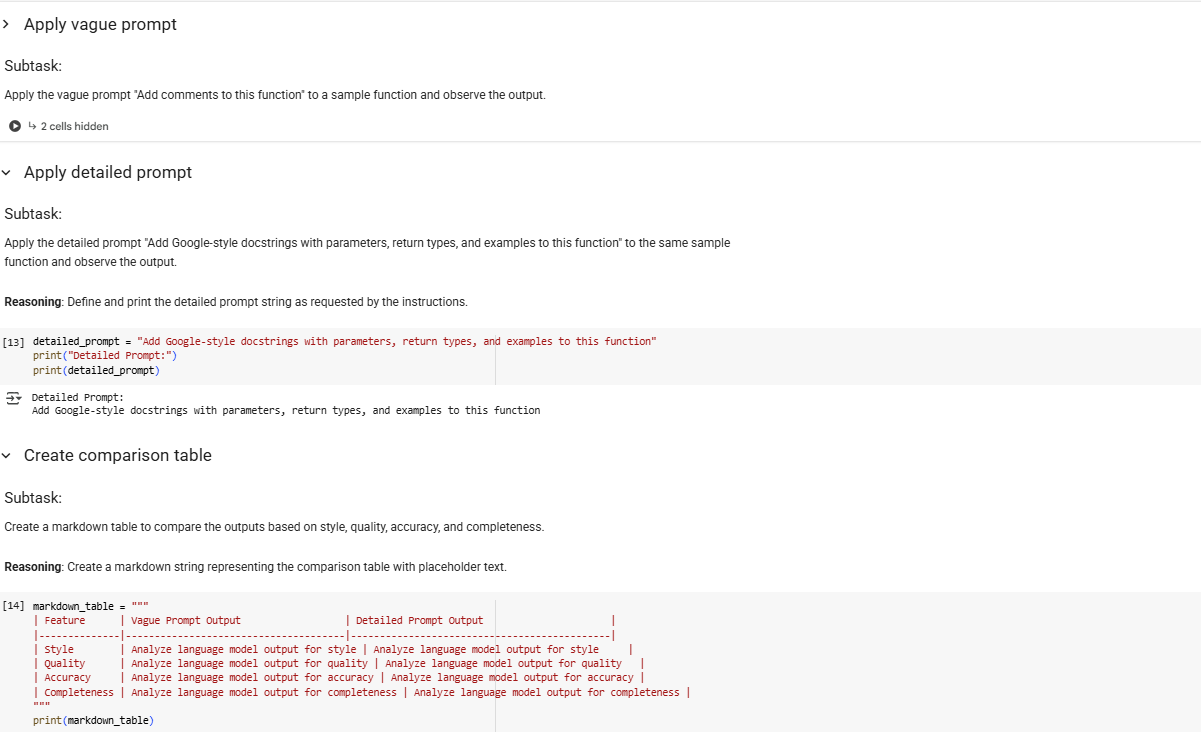 Apply vague prompt
Subtask:
Apply the vague prompt "Add comments to this function" to a sample function and observe the output.
↳ 2 cells hidden
Apply detailed prompt
Subtask:
Apply the detailed prompt "Add Google-style docstrings with parameters, return types, and examples to this function" to the same sample
function and observe the output.
Reasoning: Define and print the detailed prompt string as requested by the instructions.
[13] detailed_prompt = "Add Google-style docstrings with parameters, return types, and examples to this function"
print("Detailed Prompt:")
print(detailed_prompt)
Detailed Prompt:
Add Google-style docstrings with parameters, return types, and examples to this function
Create comparison table
Subtask:
Create a markdown table to compare the outputs based on style, quality, accuracy, and completeness.
Reasoning: Create a markdown string representing the comparison table with placeholder text.
[14] markdown_table = """
| Feature      | Vague Prompt Output                  | Detailed Prompt Output                      |
|--------------|--------------------------------------|---------------------------------------------|
| Style        | Analyze language model output for style | Analyze language model output for style     |
| Quality      | Analyze language model output for quality | Analyze language model output for quality   |
| Accuracy     | Analyze language model output for accuracy | Analyze language model output for accuracy |
| Completeness | Analyze language model output for completeness | Analyze language model output for completeness |
"""
print(markdown_table)